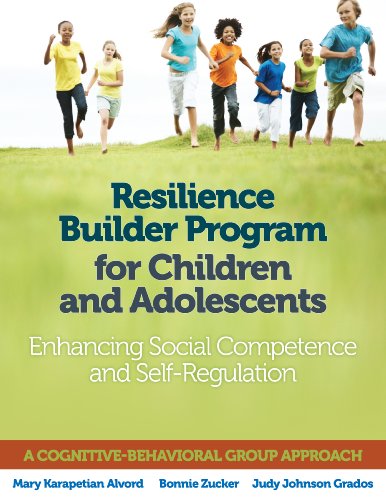 Resilience
Builder Program
for Children
and Adolescents
Enhancing Social Competence
and Self-Regulation
A COGNITIVE-BEHAVIORAL GROUP APPROACH
Mary Karapetian Alvord Bonnie Zucker Judy Johnson Grados